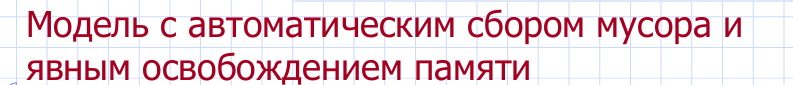 Модель с автоматическим сбором мусора и
явным освобождением памяти